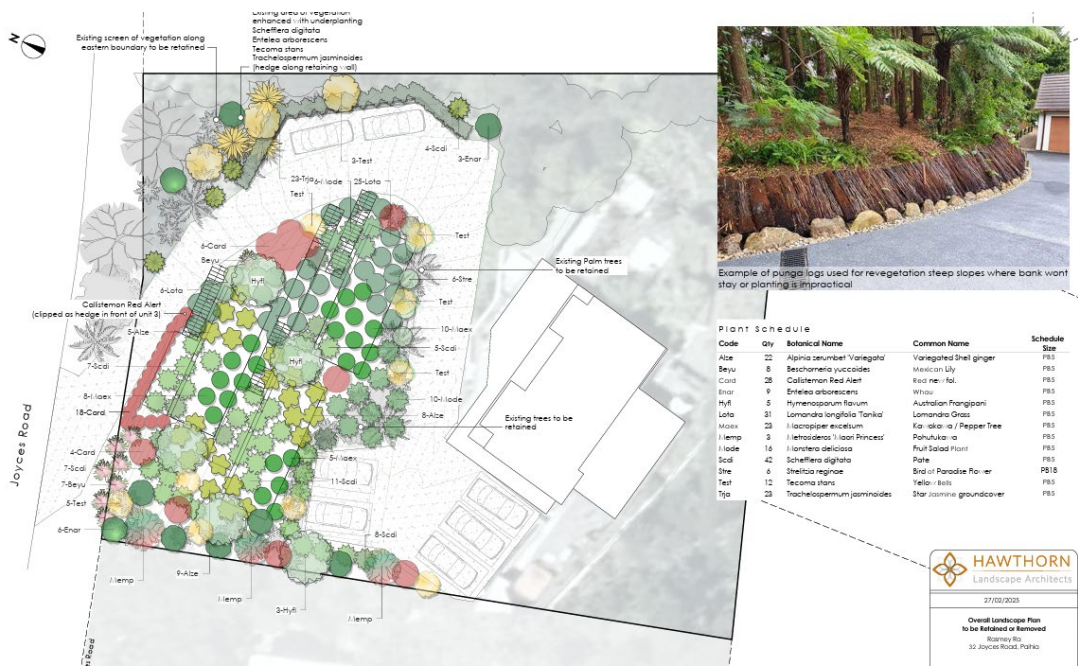 N
Existing area of vegetation
enhanced with underplanting
Schefflera digitata
Entelea arborescens
Tecoma stans
Trachelospermum jasminoides
(hedge along retaining wall)
Existing screen of vegetation along
eastern boundary to be retained
3-Test
4-Scdi
3-Enar
23-Trja
Test
6-Mode
25-Lota
6-Card
Beyu
Hyfl
Test
Existing Palm trees
to be retained
6-Stre
6-Lota
Callistemon Red Alert
(clipped as hedge in front of unit 3)
Test
5-Alze
10-Maex
5-Scdi
Hyfl
7-Scdi
Test
8-Maex
10-Mode
18-Card
8-Alze
Existing trees to be
retained
Joyces Road
4-Card
5-Maex
7-Scdi
7-Beyu
11-Scdi
5-Test
6-Enar
8-Scdi
Memp
9-Alze
Memp
3-Hyfl
Memp
Example of punga logs used for revegetation steep slopes where bank wont
stay or planting is impractical
Plant Schedule
Code Qty Botanical Name Common Name Schedule Size
Alze 22 Alpinia zerumbet 'Variegata' Variegated Shell ginger PB5
Beyu 8 Beschorneria yuccoides Mexican Lily PB5
Card 28 Callistemon Red Alert Red new fol. PB5
Enar 9 Entelea arborescens Whau PB5
Hyfl 5 Hymenosporum flavum Australian Frangipani PB5
Lota 31 Lomandra longifolia 'Tanika' Lomandra Grass PB5
Maex 23 Macropiper excelsum Kawakawa / Pepper Tree PB5
Memp 3 Metrosideros 'Maori Princess' Pohutukawa PB5
Mode 16 Monstera deliciosa Fruit Salad Plant PB5
Scdi 42 Schefflera digitata Pate PB5
Stre 6 Strelitzia reginae Bird of Paradise Flower PB18
Test 12 Tecoma stans Yellow Bells PB5
Trja 23 Trachelospermum jasminoides Star Jasmine groundcover PB5
HAWTHORN
Landscape Architects
27/02/2025
Overall Landscape Plan
to be Retained or Removed
32 Joyces Road, Paihia